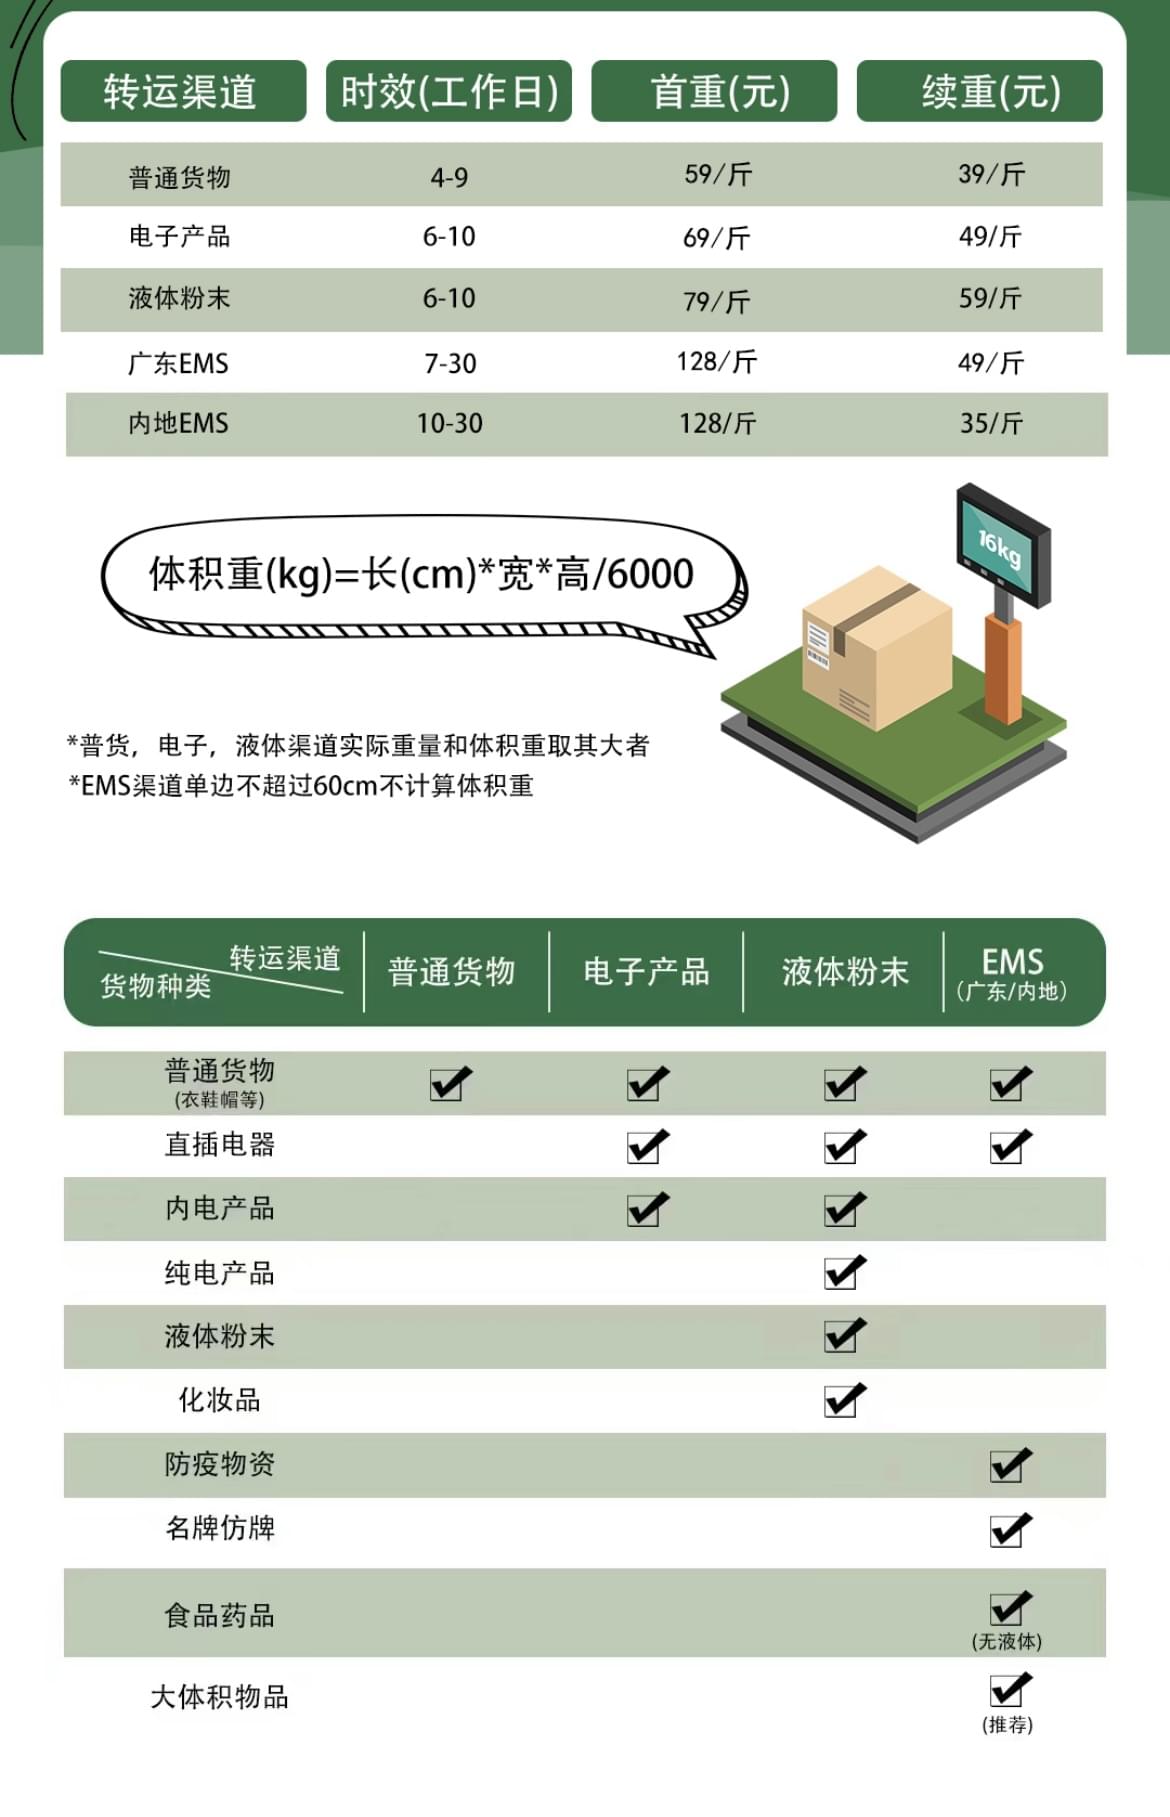 转运渠道 时效(工作日) 首重(元) 续重(元)
普通货物 4-9 59/斤 39/斤
电子产品 6-10 69/斤 49/斤
液体粉末 6-10 79/斤 59/斤
广东EMS 7-30 128/斤 49/斤
内地EMS 10-30 128/斤 35/斤
16kg
体积重(kg)=长(cm)*宽*高/6000
*普货，电子，液体渠道实际重量和体积重取其大者
*EMS渠道单边不超过60cm不计算体积重
转运渠道
货物种类
普通货物 电子产品 液体粉末 EMS
（广东/内地）
普通货物
(衣鞋帽等)
直插电器
内电产品
纯电产品
液体粉末
化妆品
防疫物资
名牌仿牌
食品药品
(无液体)
大体积物品
(推荐)